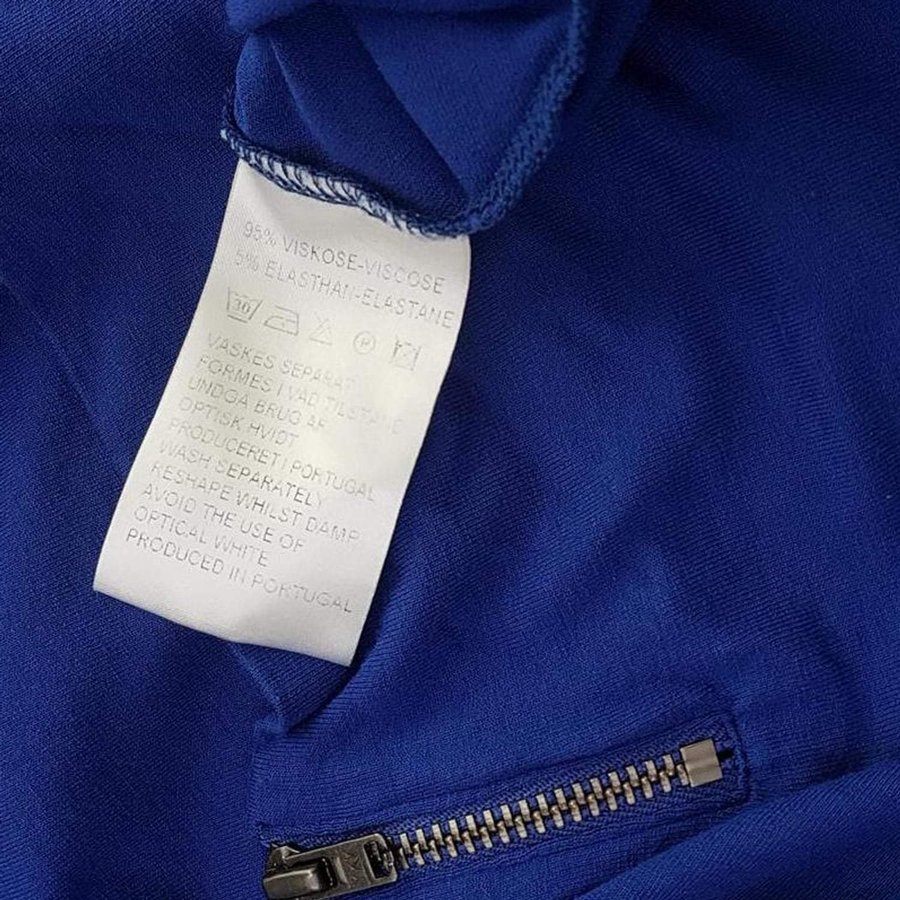 95% VISKOSE-VISCOSE
5% ELASTHAN-ELASTANE
30
VASKES SEPARAT
FORMES I VÅD TILSTAND
UNDGÅ BRUG AF
OPTISK HVIDT
PRODUCERET I PORTUGAL
WASH SEPARATELY
RESHAPE WHILST DAMP
AVOID THE USE OF
OPTICAL WHITE
PRODUCED IN PORTUGAL